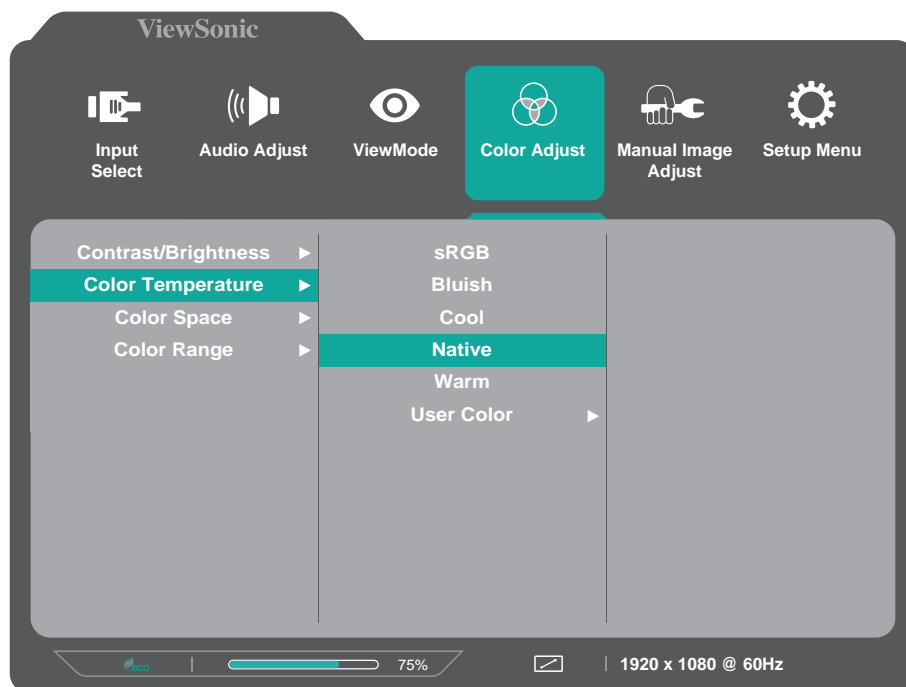 ViewSonic
Input
Select
Audio Adjust
ViewMode
Color Adjust
Manual Image
Adjust
Setup Menu
Contrast/Brightness
Color Temperature
Color Space
Color Range
sRGB
Bluish
Cool
Native
Warm
User Color
eco
75%
1920 x 1080 @ 60Hz